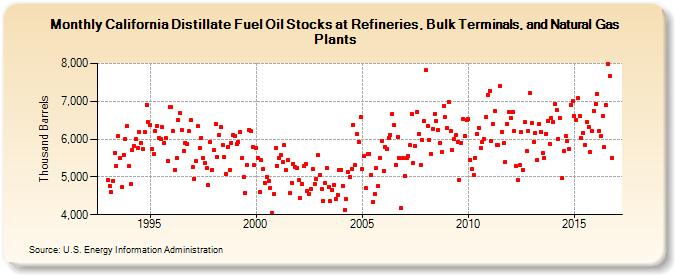 Monthly California Distillate Fuel Oil Stocks at Refineries, Bulk Terminals, and Natural Gas
Plants
Thousand Barrels
8,000
7,000
6,000
5,000
4,000
1995
2000
2005
2010
2015
Source: U.S. Energy Information Administration